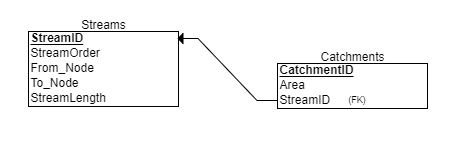 Streams
StreamID
StreamOrder
From_Node
To_Node
StreamLength
Catchments
CatchmentID
Area
StreamID (FK)